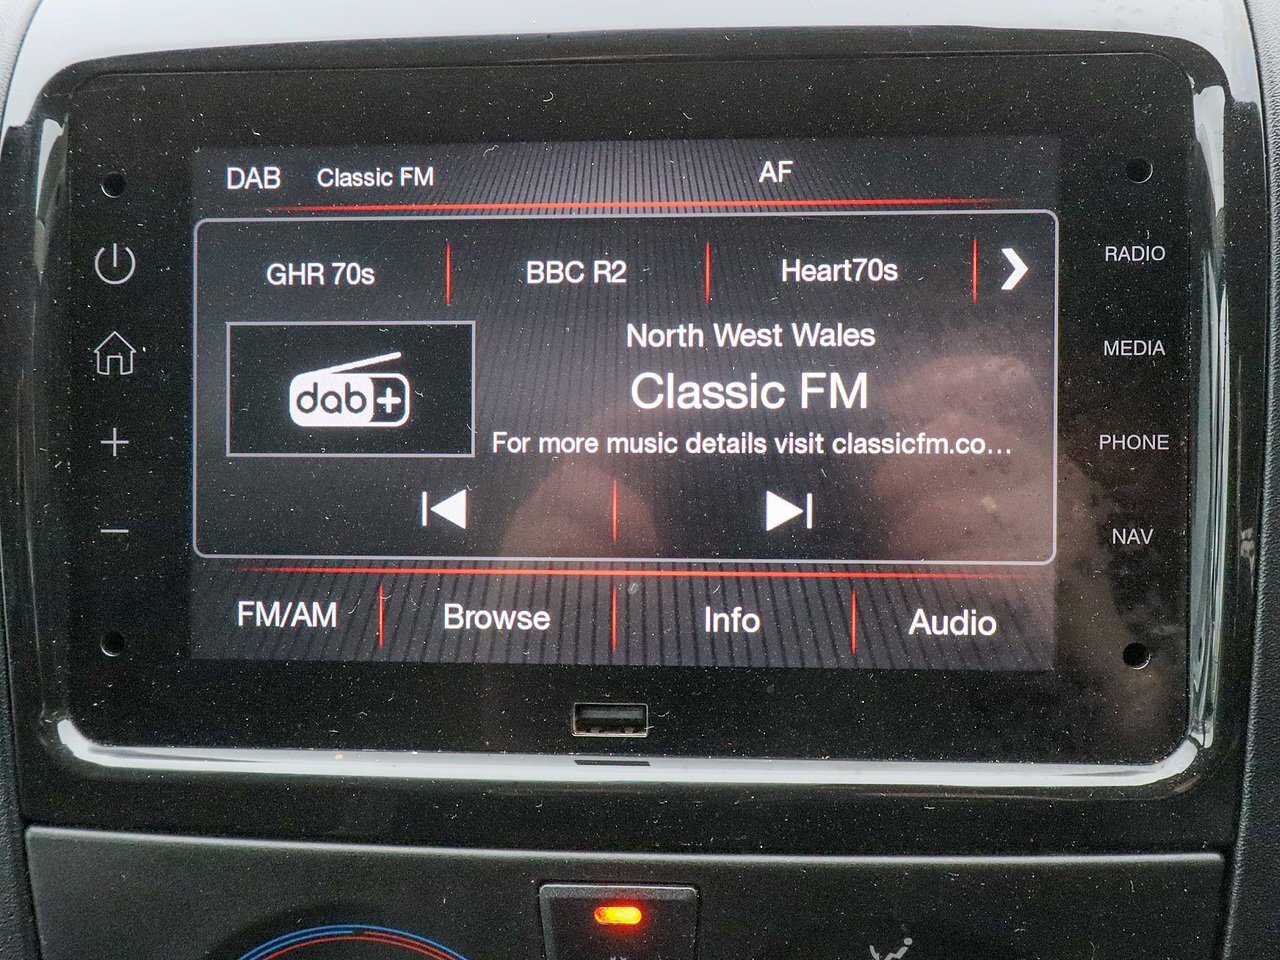 DAB Classic FM AF
GHR 70s BBC R2 Heart70s
North West Wales
dab+
Classic FM
For more music details visit classicfm.co...
FM/AM Browse Info Audio
RADIO
MEDIA
PHONE
NAV